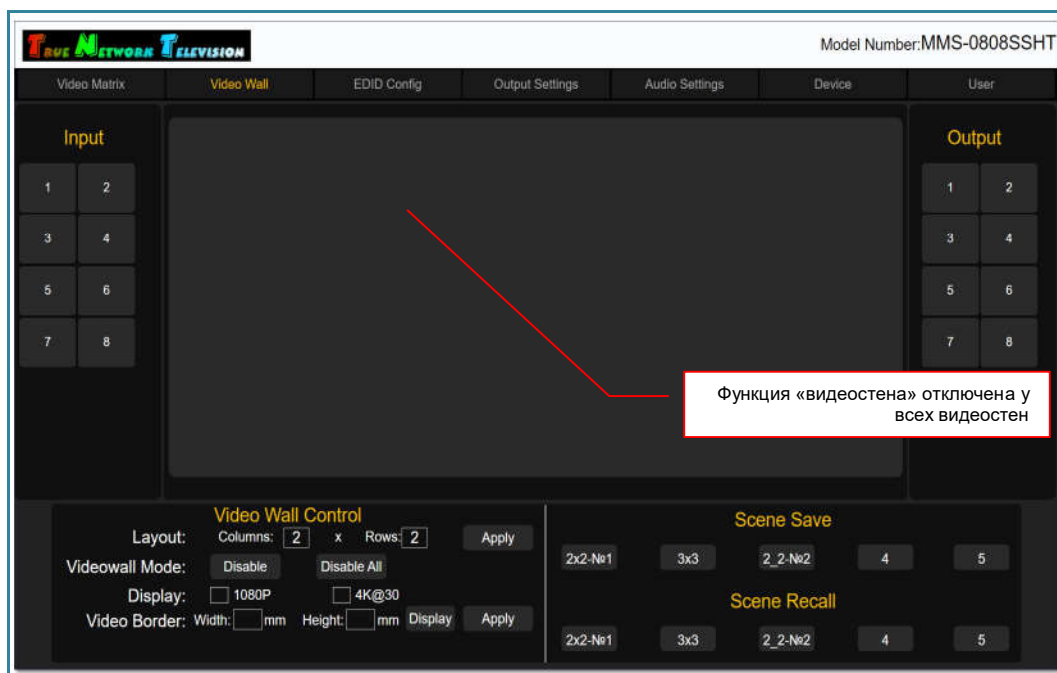 TRUE NETWORK TELEVISION
Model Number:MMS-0808SSHT
Video Matrix Video Wall EDID Config Output Settings Audio Settings Device User
Input
1 2
3 4
5 6
7 8
Output
1 2
3 4
5 6
7 8
Функция «видеостена» отключена у
всех видеостен
Video Wall Control
Layout: Columns: 2 x Rows: 2 Apply
Videowall Mode: Disable Disable All
Display: 1080P 4K@30
Video Border: Width: mm Height: mm Display Apply
Scene Save
2x2-№1 3x3 2_2-№2 4 5
Scene Recall
2x2-№1 3x3 2_2-№2 4 5